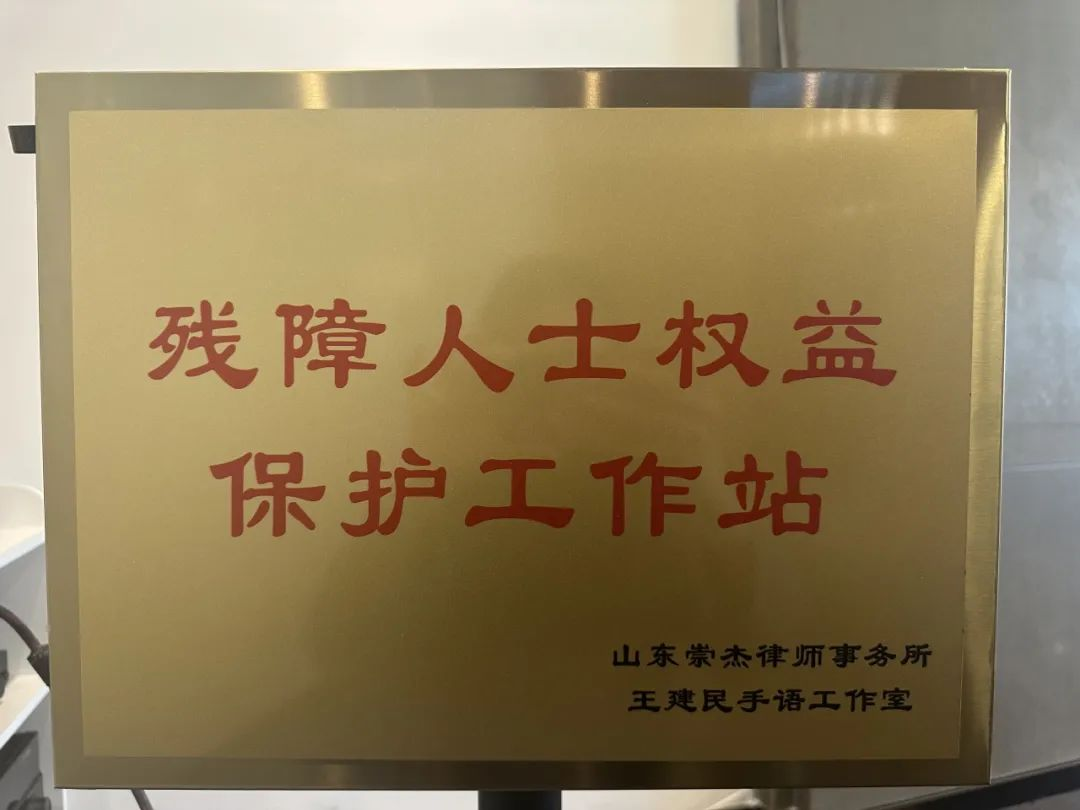 残障人士权益
保护工作站
山东崇杰律师事务所
王建民手语工作室